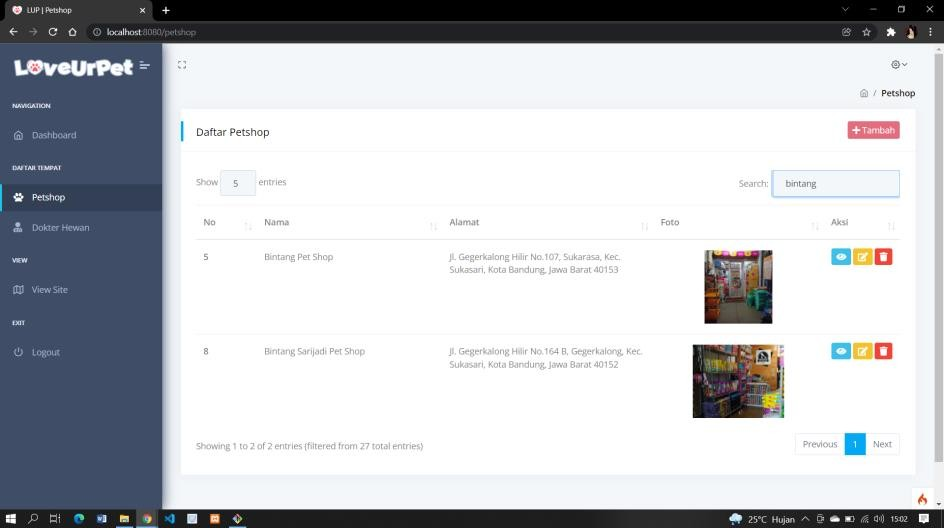 LUP | Petshop
localhost:8080/petshop
LoveUrPet
NAVIGATION
Dashboard
DAFTAR TEMPAT
Petshop
Dokter Hewan
VIEW
View Site
EXIT
Logout
/ Petshop
Daftar Petshop
Tambah
Show 5 entries
Search: bintang
No Nama Alamat Foto Aksi
5 Bintang Pet Shop Jl. Gegerkalong Hilir No.107, Sukarasa, Kec.
Sukasari, Kota Bandung, Jawa Barat 40153
8 Bintang Sarijadi Pet Shop Jl. Gegerkalong Hilir No.164 B, Gegerkalong, Kec.
Sukasari, Kota Bandung, Jawa Barat 40152
Showing 1 to 2 of 2 entries (filtered from 27 total entries)
Previous 1 Next
25°C Hujan 15:02